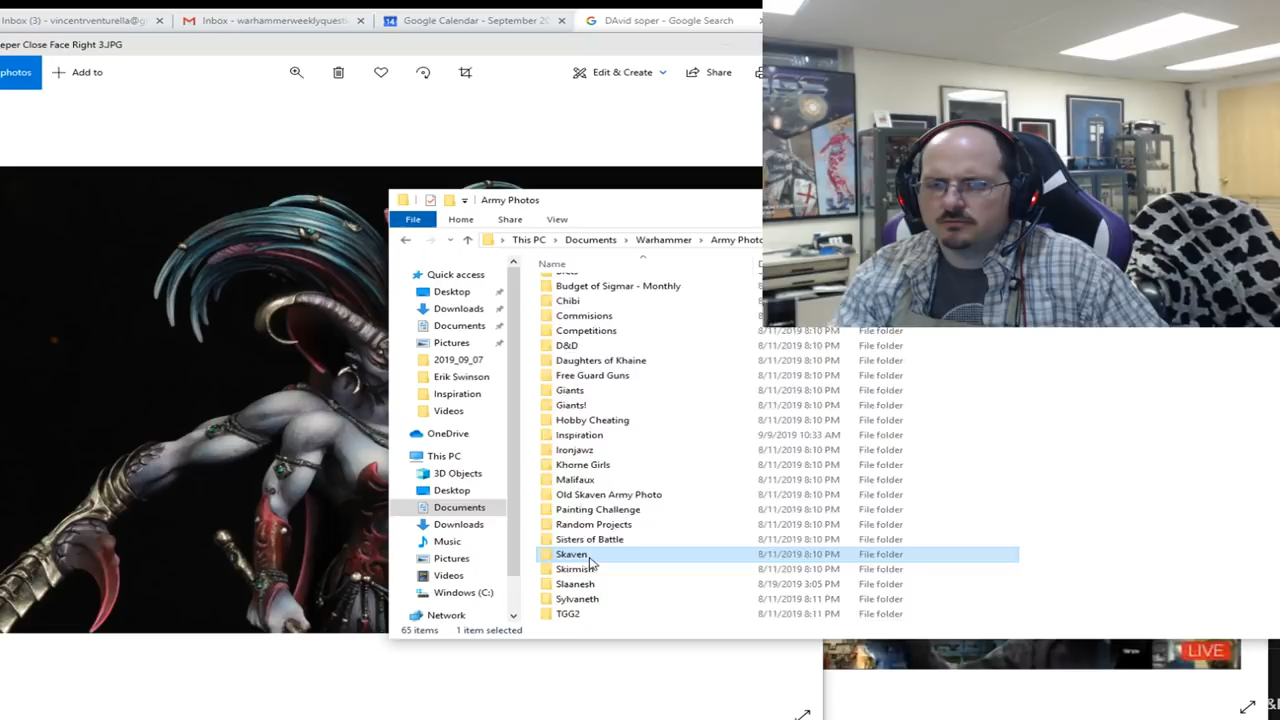 Inbox (3) - vincentrventurella@g
Inbox - warhammerweeklyquesti
Google Calendar - September 20
DAvid soper - Google Search
eper Close Face Right 3.JPG
photos
Add to
Edit & Create
Share
Army Photos
File
Home
Share
View
This PC
Documents
Warhammer
Army Photo
Name
Quick access
Desktop
Downloads
Documents
Pictures
2019_09_07
Erik Swinson
Inspiration
Videos
OneDrive
This PC
3D Objects
Desktop
Documents
Downloads
Music
Pictures
Videos
Windows (C:)
Network
Budget of Sigmar - Monthly
Chibi
Commisions
Competitions 8/11/2019 8:10 PM File folder
D&D 8/11/2019 8:10 PM File folder
Daughters of Khaine 8/11/2019 8:10 PM File folder
Free Guard Guns 8/11/2019 8:10 PM File folder
Giants 8/11/2019 8:10 PM File folder
Giants! 8/11/2019 8:10 PM File folder
Hobby Cheating 8/11/2019 8:10 PM File folder
Inspiration 9/9/2019 10:33 AM File folder
Ironjawz 8/11/2019 8:10 PM File folder
Khorne Girls 8/11/2019 8:10 PM File folder
Malifaux 8/11/2019 8:10 PM File folder
Old Skaven Army Photo 8/11/2019 8:10 PM File folder
Painting Challenge 8/11/2019 8:10 PM File folder
Random Projects 8/11/2019 8:10 PM File folder
Sisters of Battle 8/11/2019 8:10 PM File folder
Skaven 8/11/2019 8:10 PM File folder
Skirmish 8/11/2019 8:10 PM File folder
Slaanesh 8/19/2019 3:05 PM File folder
Sylvaneth 8/11/2019 8:11 PM File folder
TGG2 8/11/2019 8:11 PM File folder
65 items 1 item selected
LIVE